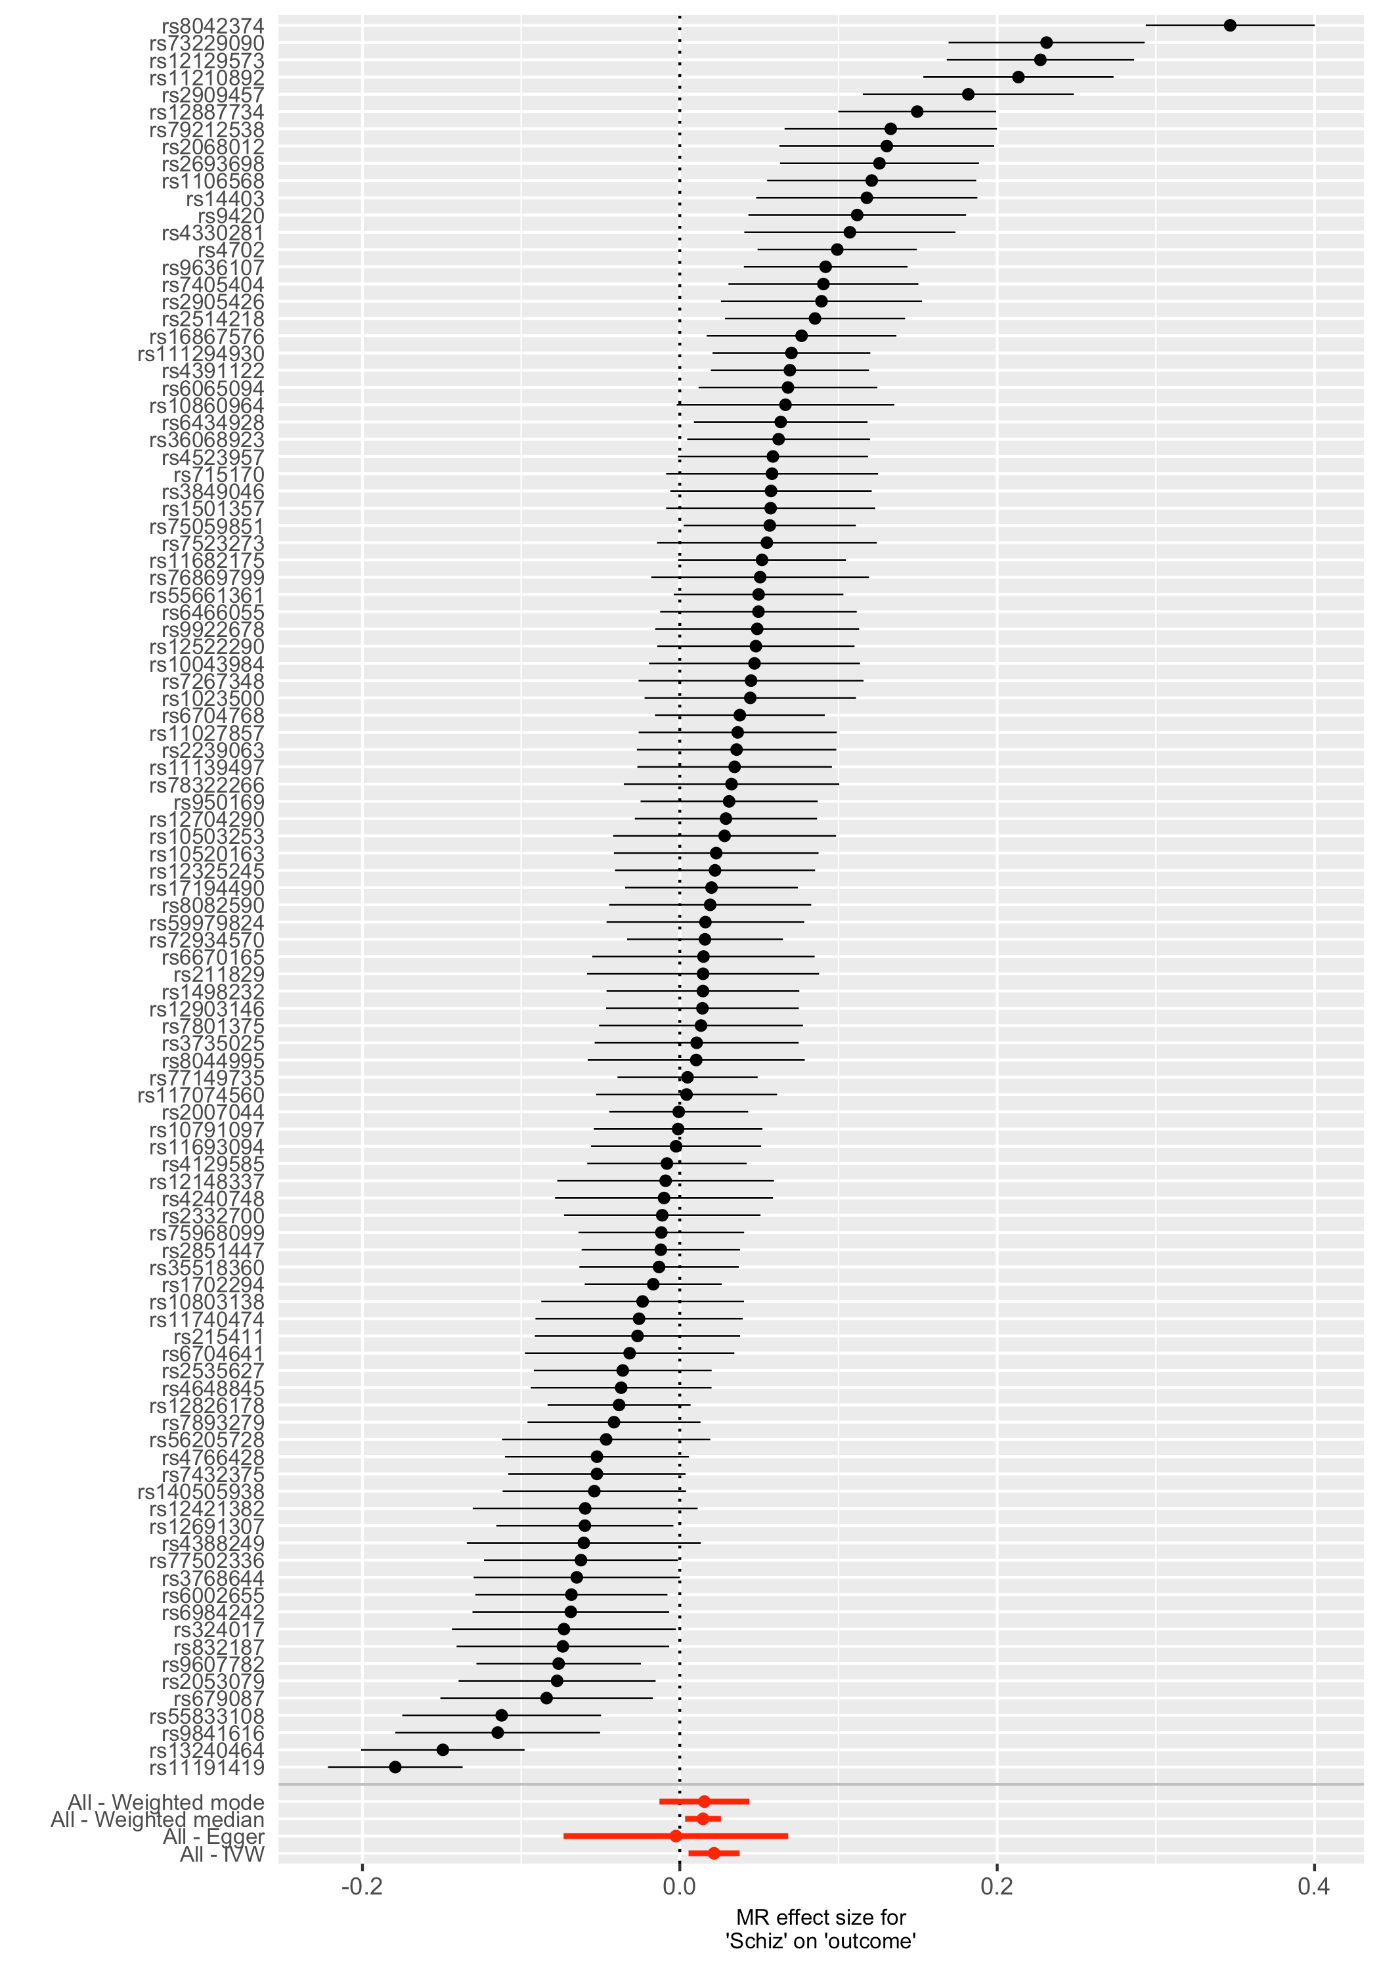 rs8042374
rs73229090
rs12129573
rs11210892
rs2909457
rs12887734
rs79212538
rs2068012
rs2693698
rs1106568
rs14403
rs9420
rs4330281
rs4702
rs9636107
rs7405404
rs2905426
rs2514218
rs16867576
rs111294930
rs4391122
rs6065094
rs10860964
rs6434928
rs36068923
rs4523957
rs715170
rs3849046
rs1501357
rs75059851
rs7523273
rs11682175
rs76869799
rs55661361
rs6466055
rs9922678
rs12522290
rs10043984
rs7267348
rs1023500
rs6704768
rs11027857
rs2239063
rs11139497
rs78322266
rs950169
rs12704290
rs10503253
rs10520163
rs12325245
rs17194490
rs8082590
rs59979824
rs72934570
rs6670165
rs211829
rs1498232
rs12903146
rs7801375
rs3735025
rs8044995
rs77149735
rs117074560
rs2007044
rs10791097
rs11693094
rs4129585
rs12148337
rs4240748
rs2332700
rs75968099
rs2851447
rs35518360
rs1702294
rs10803138
rs11740474
rs215411
rs6704641
rs2535627
rs4648845
rs12826178
rs7893279
rs56205728
rs4766428
rs7432375
rs140505938
rs12421382
rs12691307
rs4388249
rs77502336
rs3768644
rs6002655
rs6984242
rs324017
rs832187
rs9607782
rs2053079
rs679087
rs55833108
rs9841616
rs13240464
rs11191419
All - Weighted mode
All - Weighted median
All - Egger
All - IVW
-0.2 0.0 0.2 0.4
MR effect size for
'Schiz' on 'outcome'